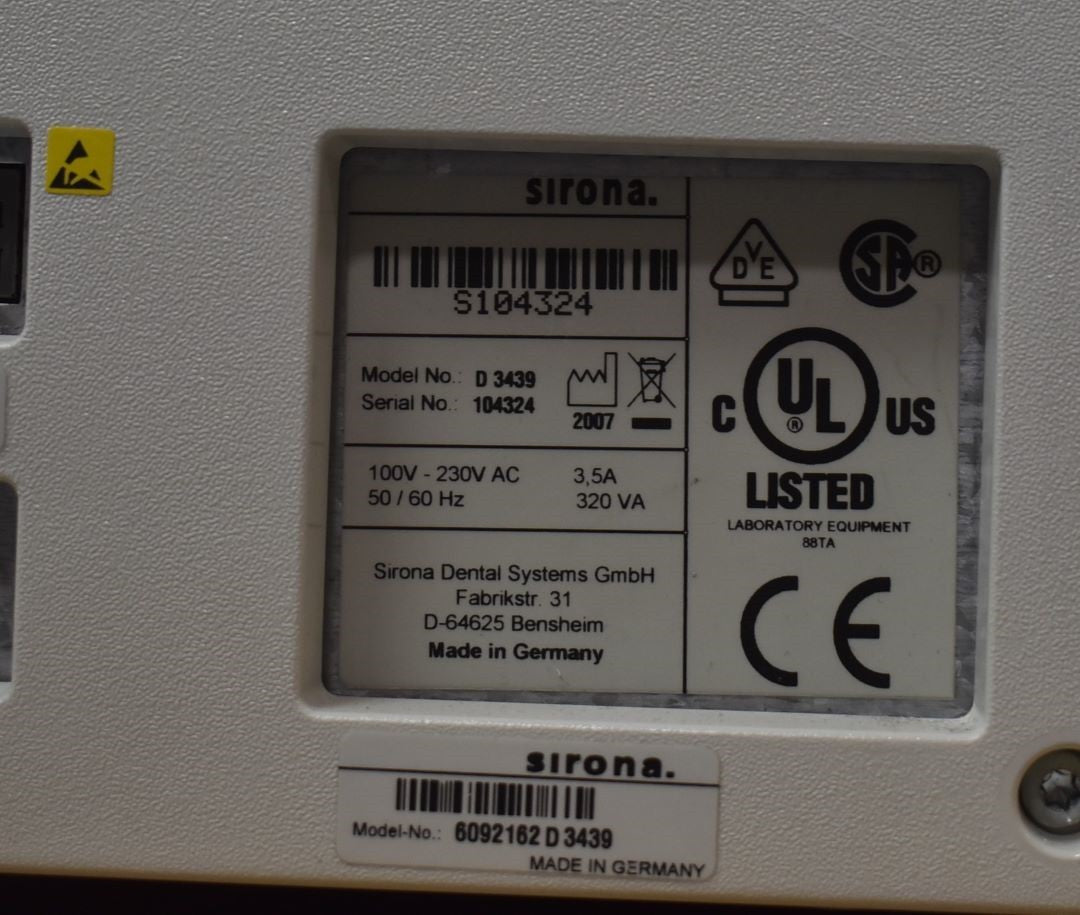 sirona.
S104324
Model No.: D 3439
Serial No.: 104324
2007
100V - 230V AC 3,5A
50 / 60 Hz 320 VA
Sirona Dental Systems GmbH
Fabrikstr. 31
D-64625 Bensheim
Made in Germany
DVE
SA®
C UL® US
LISTED
LABORATORY EQUIPMENT
88TA
CE
sirona.
Model-No.: 6092162 D 3439
MADE IN GERMANY